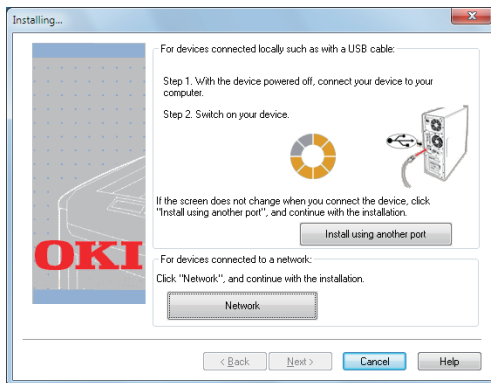 Installing...
For devices connected locally such as with a USB cable:
Step 1. With the device powered off, connect your device to your
computer.
Step 2. Switch on your device.
If the screen does not change when you connect the device, click
"Install using another port", and continue with the installation.
Install using another port
OKI
For devices connected to a network:
Click "Network", and continue with the installation.
Network
< Back
Next >
Cancel
Help